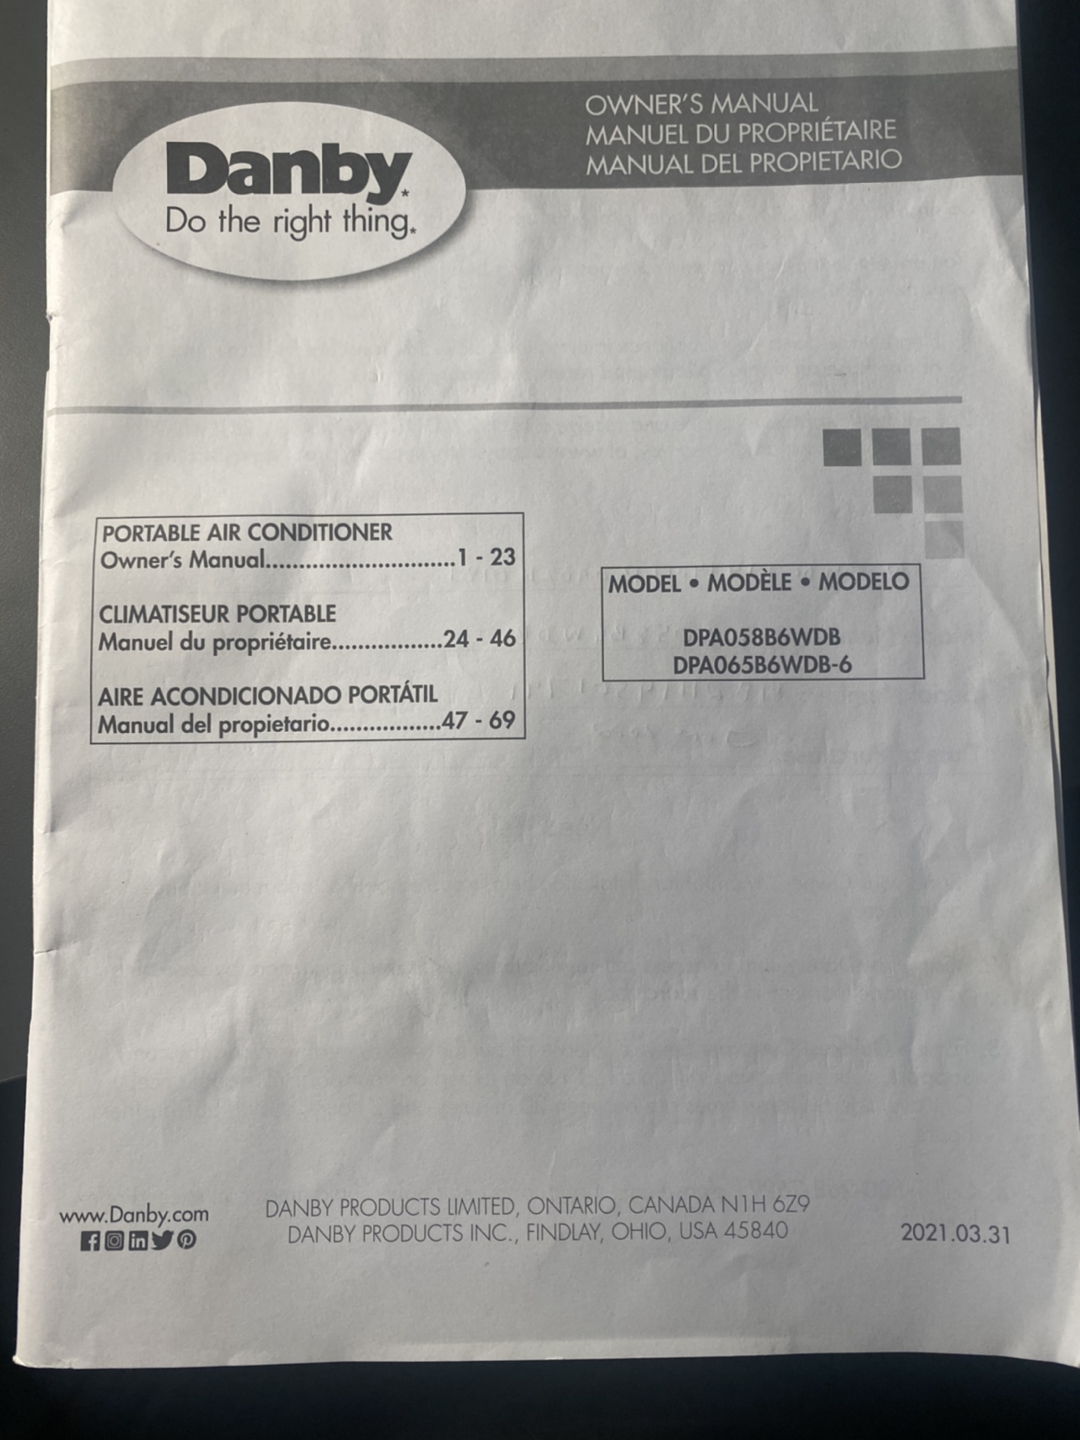 OWNER'S MANUAL
MANUEL DU PROPRIÉTAIRE
MANUAL DEL PROPIETARIO
Danby*
Do the right thing*
PORTABLE AIR CONDITIONER
Owner's Manual.............................1 - 23
CLIMATISEUR PORTABLE
Manuel du propriétaire.................24 - 46
AIRE ACONDICIONADO PORTÁTIL
Manual del propietario.................47 - 69
MODEL • MODÈLE • MODELO
DPA058B6WDB
DPA065B6WDB-6
www.Danby.com
DANBY PRODUCTS LIMITED, ONTARIO, CANADA N1H 6Z9
DANBY PRODUCTS INC., FINDLAY, OHIO, USA 45840
2021.03.31